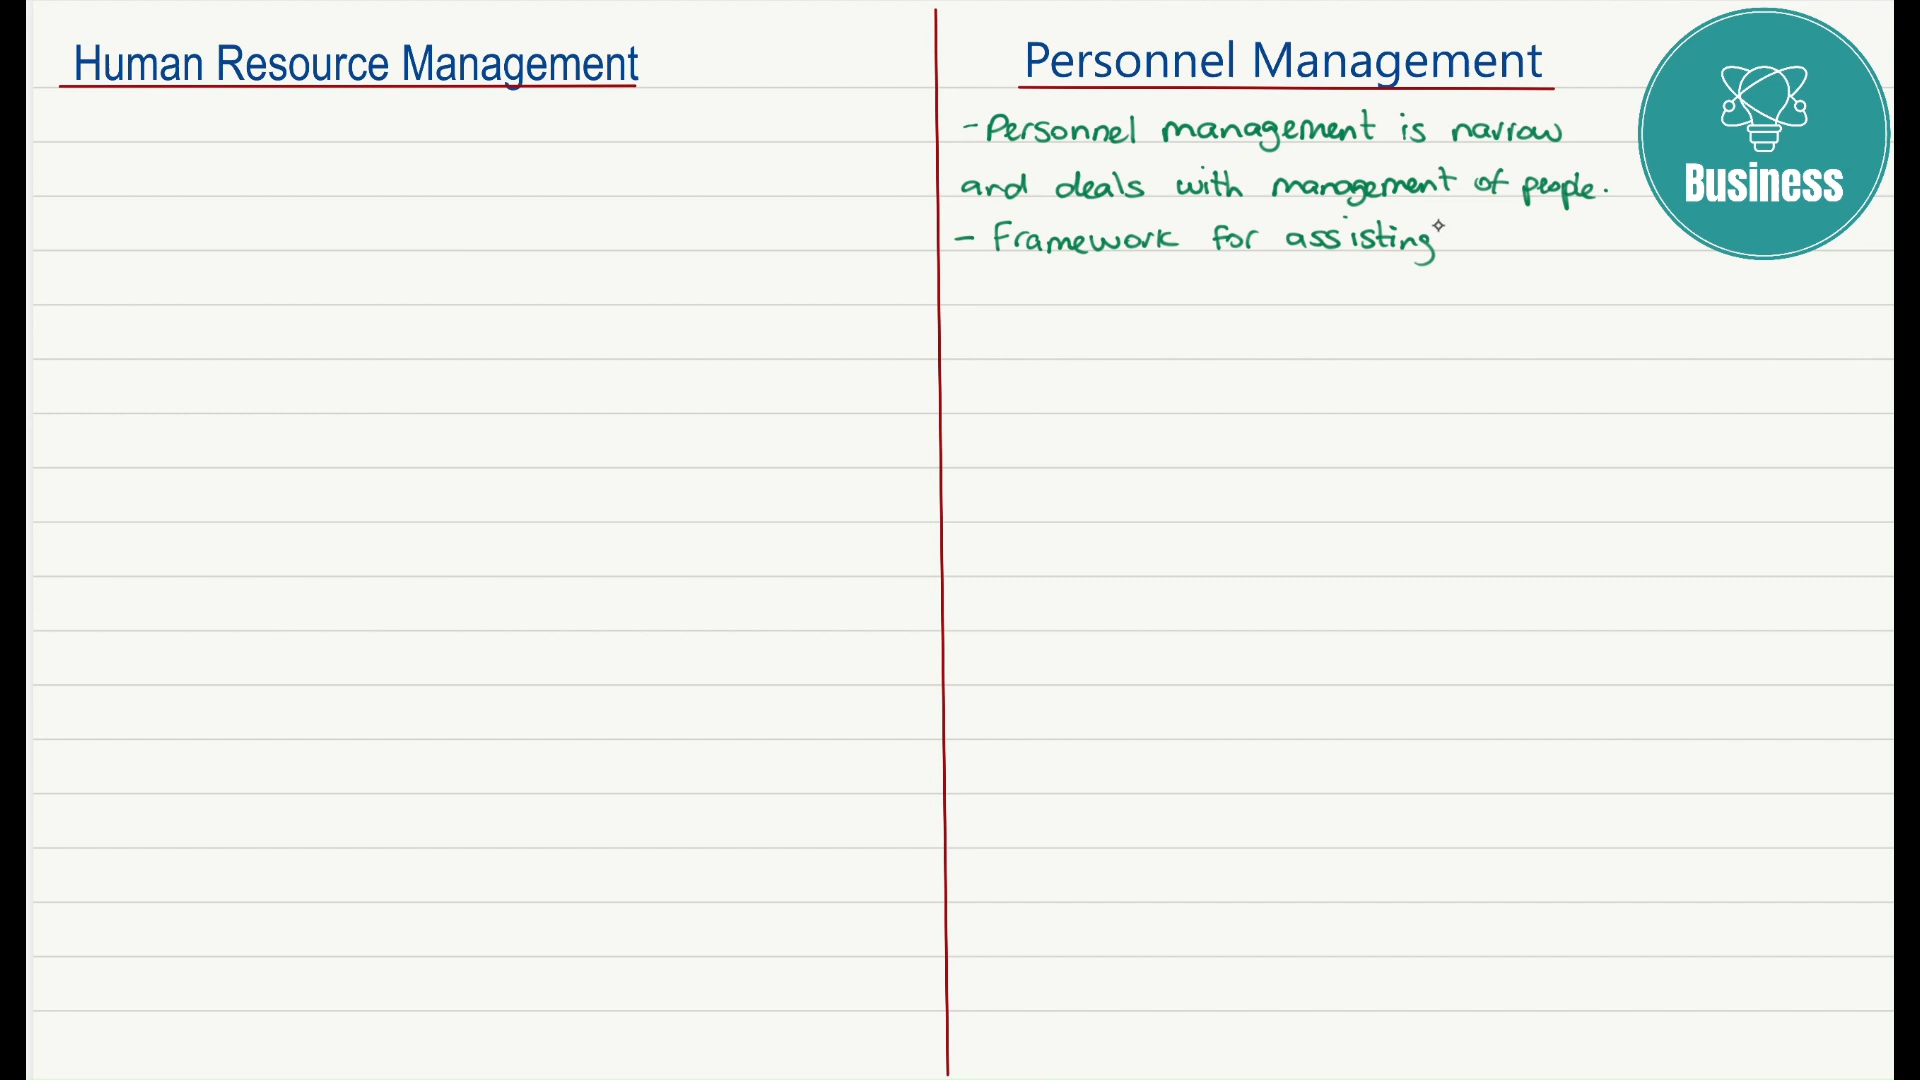 Human Resource Management
Personnel Management
- Personnel management is narrow
and deals with management of people.
- Framework for assisting
Business